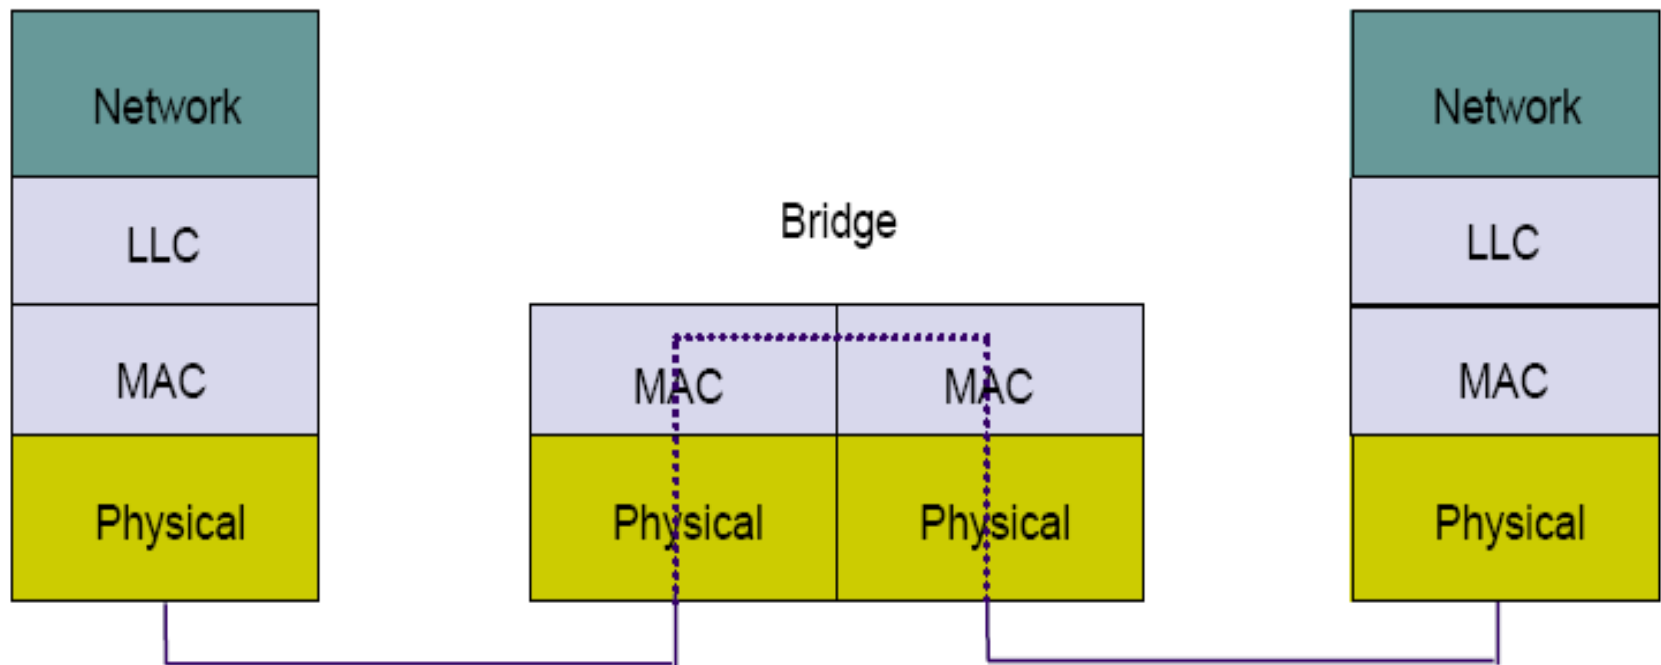 Network
LLC
MAC
Physical
Bridge
MAC
MAC
Physical
Physical
Network
LLC
MAC
Physical